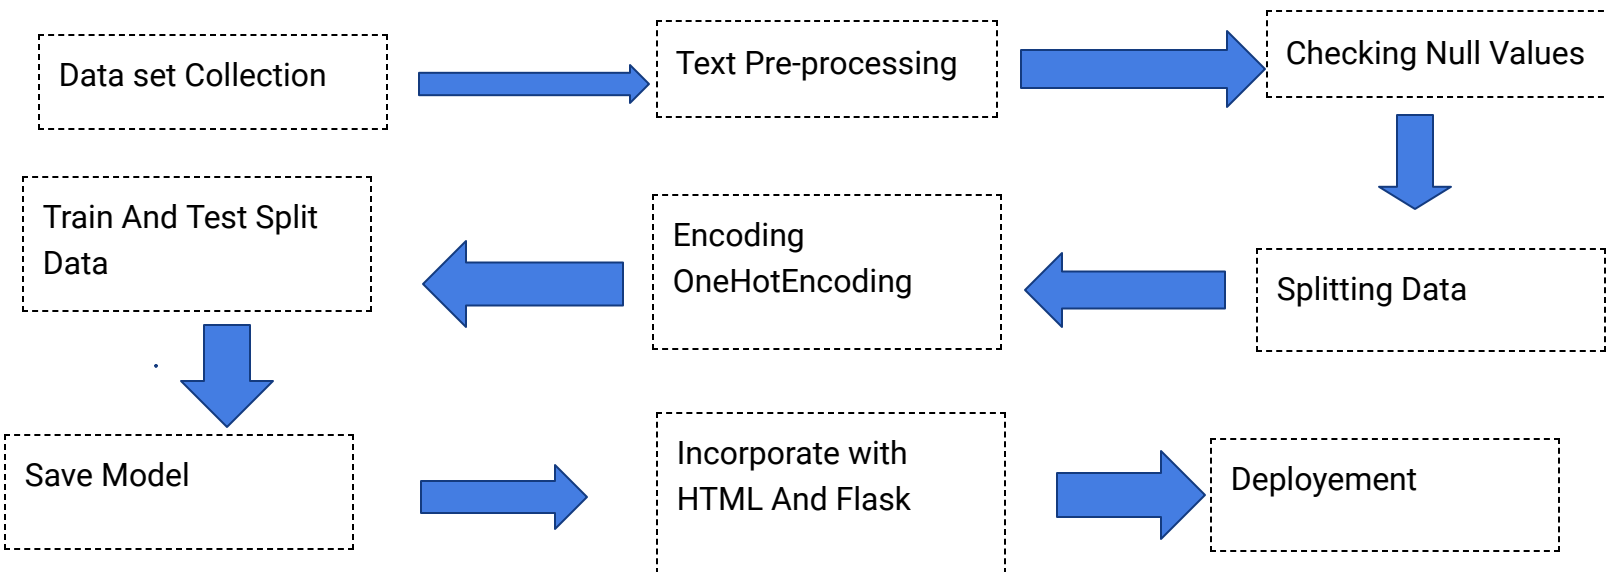 Data set Collection
Text Pre-processing
Checking Null Values
Splitting Data
Encoding
OneHotEncoding
Train And Test Split
Data
Save Model
Incorporate with
HTML And Flask
Deployement